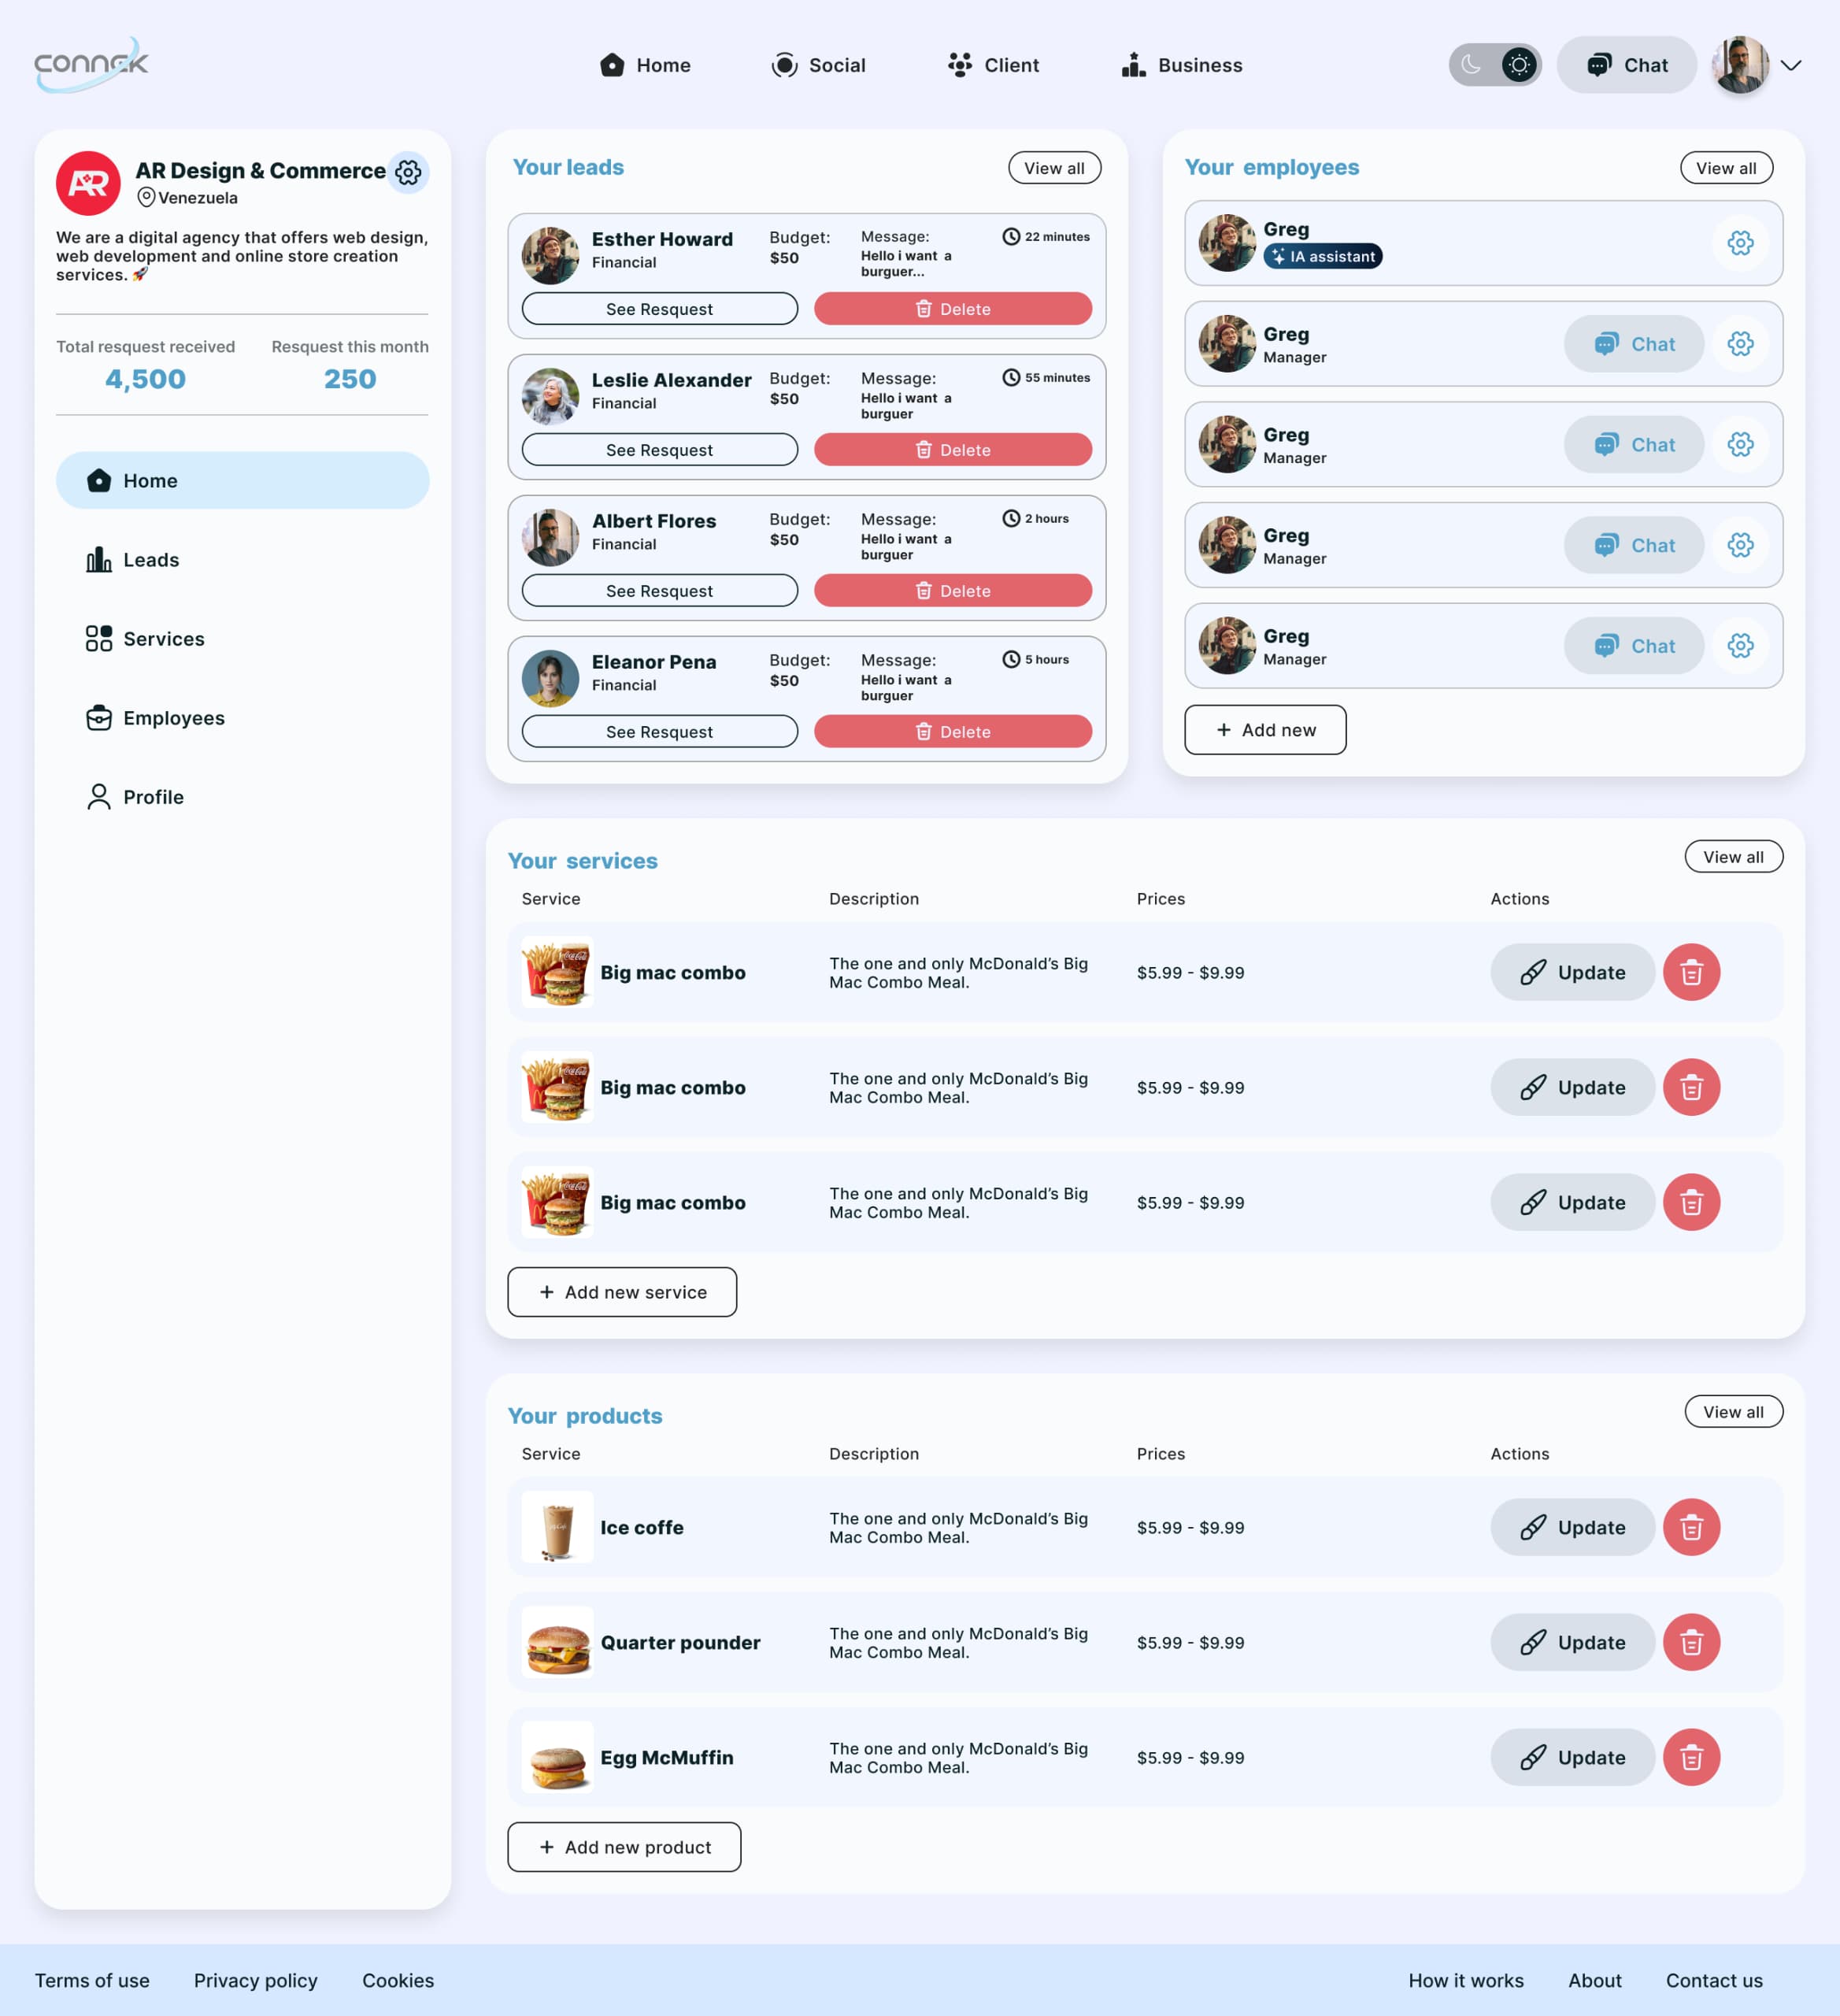 connek
Home
Social
Client
Business
Chat
AR
AR Design & Commerce
Venezuela
We are a digital agency that offers web design,
web development and online store creation
services. 🚀
Total resquest received
4,500
Resquest this month
250
Home
Leads
Services
Employees
Profile
Your leads
View all
Esther Howard
Financial
Budget:
$50
Message:
Hello i want a
burguer...
22 minutes
See Resquest
Delete
Leslie Alexander
Financial
Budget:
$50
Message:
Hello i want a
burguer
55 minutes
See Resquest
Delete
Albert Flores
Financial
Budget:
$50
Message:
Hello i want a
burguer
2 hours
See Resquest
Delete
Eleanor Pena
Financial
Budget:
$50
Message:
Hello i want a
burguer
5 hours
See Resquest
Delete
Your employees
View all
Greg
IA assistant
Greg
Manager
Chat
Greg
Manager
Chat
Greg
Manager
Chat
Greg
Manager
Chat
+ Add new
Your services
View all
Service
Description
Prices
Actions
Big mac combo
The one and only McDonald's Big
Mac Combo Meal.
$5.99 - $9.99
Update
Big mac combo
The one and only McDonald's Big
Mac Combo Meal.
$5.99 - $9.99
Update
Big mac combo
The one and only McDonald's Big
Mac Combo Meal.
$5.99 - $9.99
Update
+ Add new service
Your products
View all
Service
Description
Prices
Actions
Ice coffe
The one and only McDonald's Big
Mac Combo Meal.
$5.99 - $9.99
Update
Quarter pounder
The one and only McDonald's Big
Mac Combo Meal.
$5.99 - $9.99
Update
Egg McMuffin
The one and only McDonald's Big
Mac Combo Meal.
$5.99 - $9.99
Update
+ Add new product
Terms of use
Privacy policy
Cookies
How it works
About
Contact us